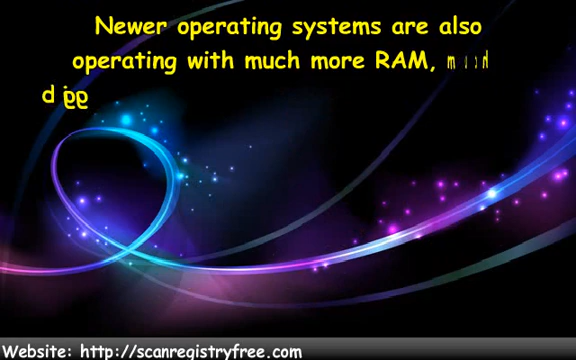 Newer operating systems are also
operating with much more RAM,
Website: http://scanregistryfree.com